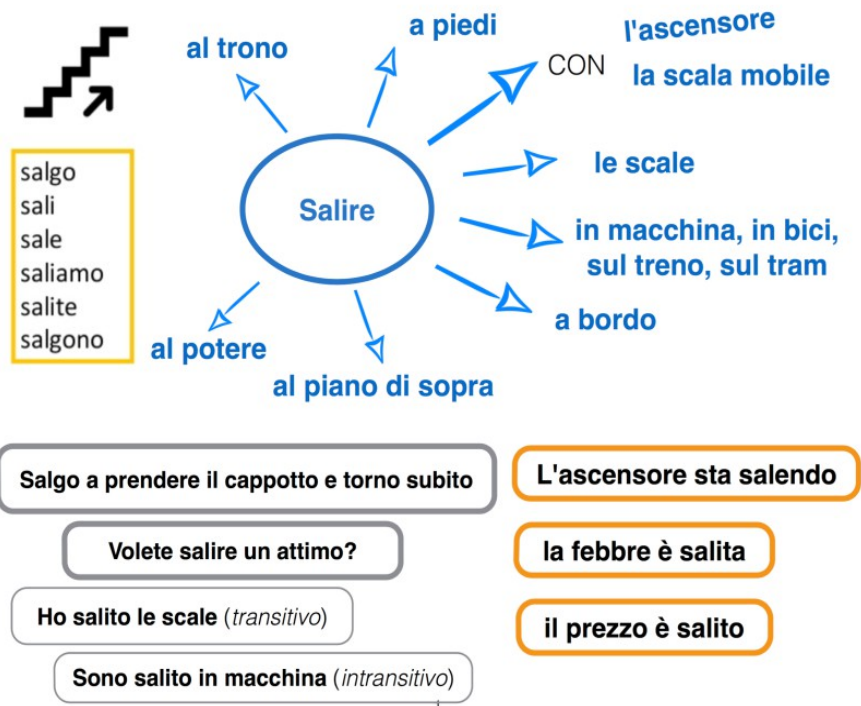 al trono
a piedi
CON
l'ascensore
la scala mobile
le scale
in macchina, in bici,
sul treno, sul tram
a bordo
al piano di sopra
al potere
Salire
salgo
sali
sale
saliamo
salite
salgono
Salgo a prendere il cappotto e torno subito
Volete salire un attimo?
Ho salito le scale (transitivo)
Sono salito in macchina (intransitivo)
L'ascensore sta salendo
la febbre è salita
il prezzo è salito